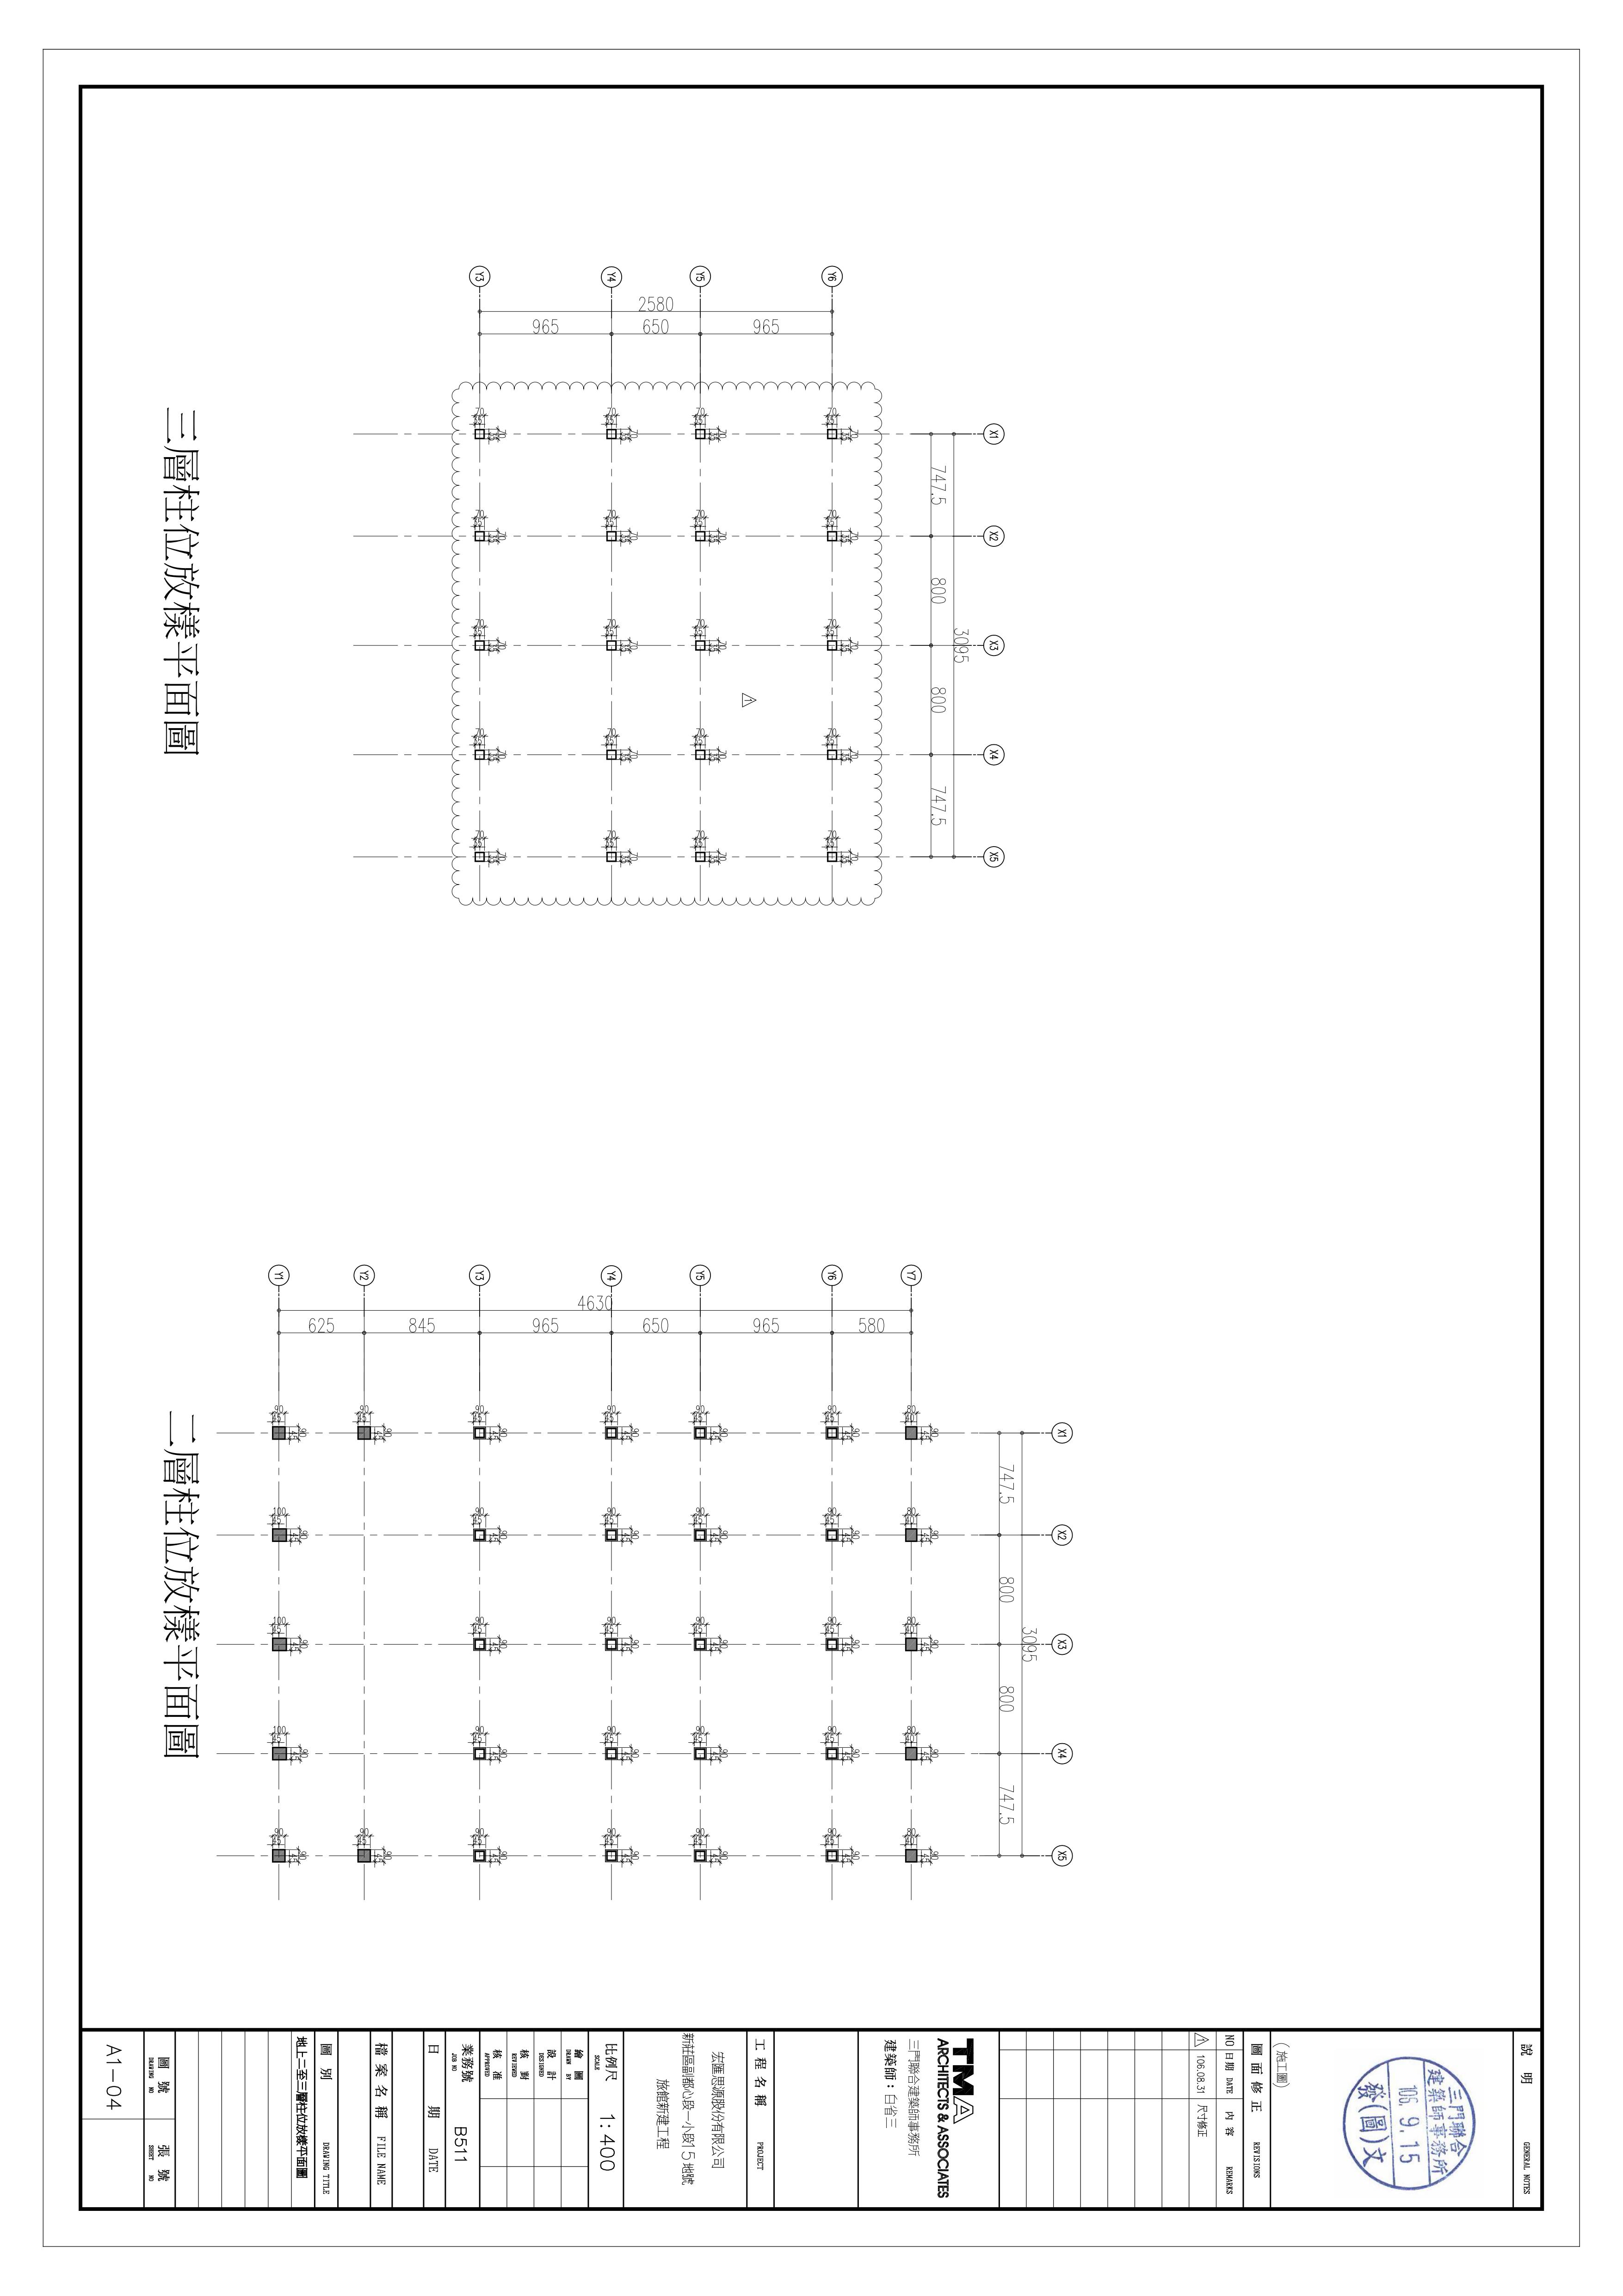 三層柱位放樣平面圖
Y3
Y4
Y5
Y6
2580
965
650
965
X1
X2
X3
X4
X5
747.5
800
800
747.5
3095
1
二層柱位放樣平面圖
Y1
Y2
Y3
Y4
Y5
Y6
Y7
4630
625
845
965
650
965
580
X1
X2
X3
X4
X5
747.5
800
800
747.5
3095
說 明 GENERAL NOTES
三門聯合
建築師事務所
106. 9. 15
發(圖)文
(施工圖)
圖 面 修 正 REVISIONS
NO 日期 DATE 內 容 REMARKS
1 106.08.31 尺寸修正
TMA
ARCHITECTS & ASSOCIATES
三門聯合建築師事務所
建築師：白省三
工 程 名 稱 PROJECT
宏匯思源股份有限公司
新莊區副都心段一小段15地號
旅館新建工程
比例尺 SCALE 1:400
繪 圖 DRAWN BY
設 計 DESIGNED
核 對 REVIEWED
核 准 APPROVED
業務號 JOB NO B511
日 期 DATE
檔 案 名 稱 FILE NAME
圖 別 DRAWING TITLE
地上二至三層柱位放樣平面圖
圖 號 DRAWING NO 張 號 SHEET NO
A1-04